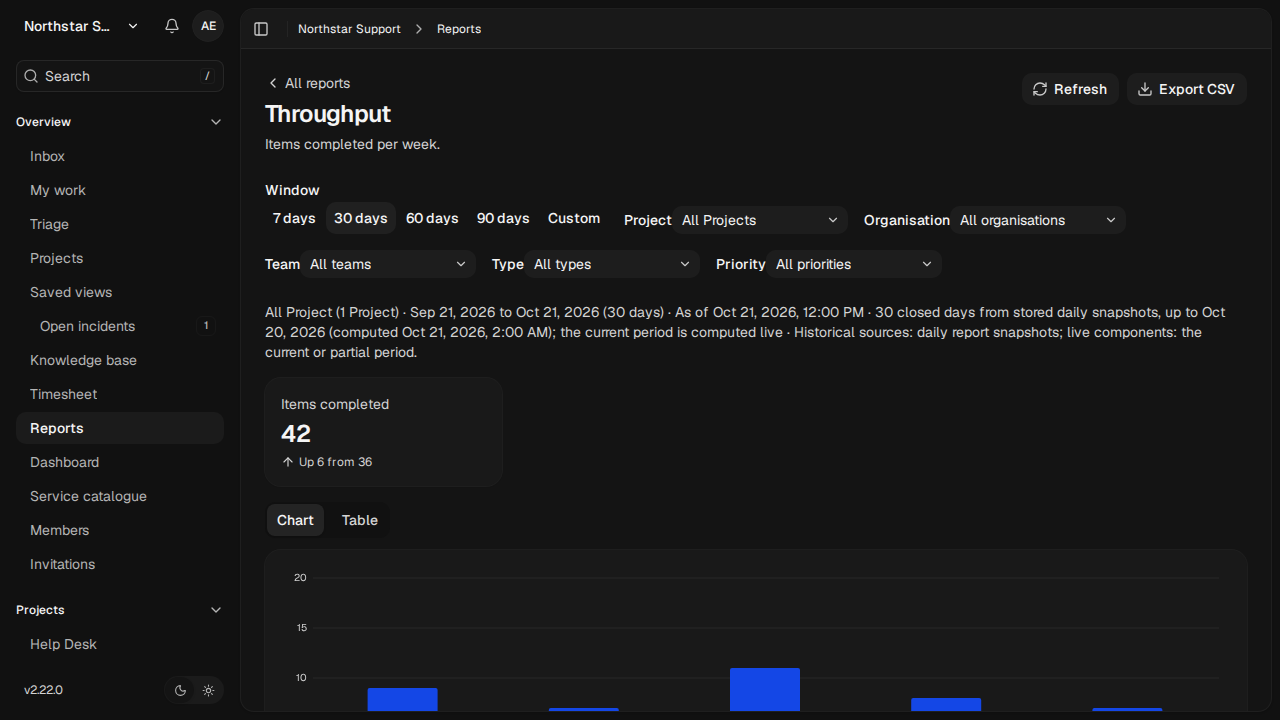 Northstar S...
AE
Search
/
Overview
Inbox
My work
Triage
Projects
Saved views
Open incidents
1
Knowledge base
Timesheet
Reports
Dashboard
Service catalogue
Members
Invitations
Projects
Help Desk
v2.22.0
Northstar Support
Reports
All reports
Refresh
Export CSV
Throughput
Items completed per week.
Window
7 days
30 days
60 days
90 days
Custom
Project
All Projects
Organisation
All organisations
Team
All teams
Type
All types
Priority
All priorities
All Project (1 Project) · Sep 21, 2026 to Oct 21, 2026 (30 days) · As of Oct 21, 2026, 12:00 PM · 30 closed days from stored daily snapshots, up to Oct
20, 2026 (computed Oct 21, 2026, 2:00 AM); the current period is computed live · Historical sources: daily report snapshots; live components: the
current or partial period.
Items completed
42
Up 6 from 36
Chart
Table
20
15
10